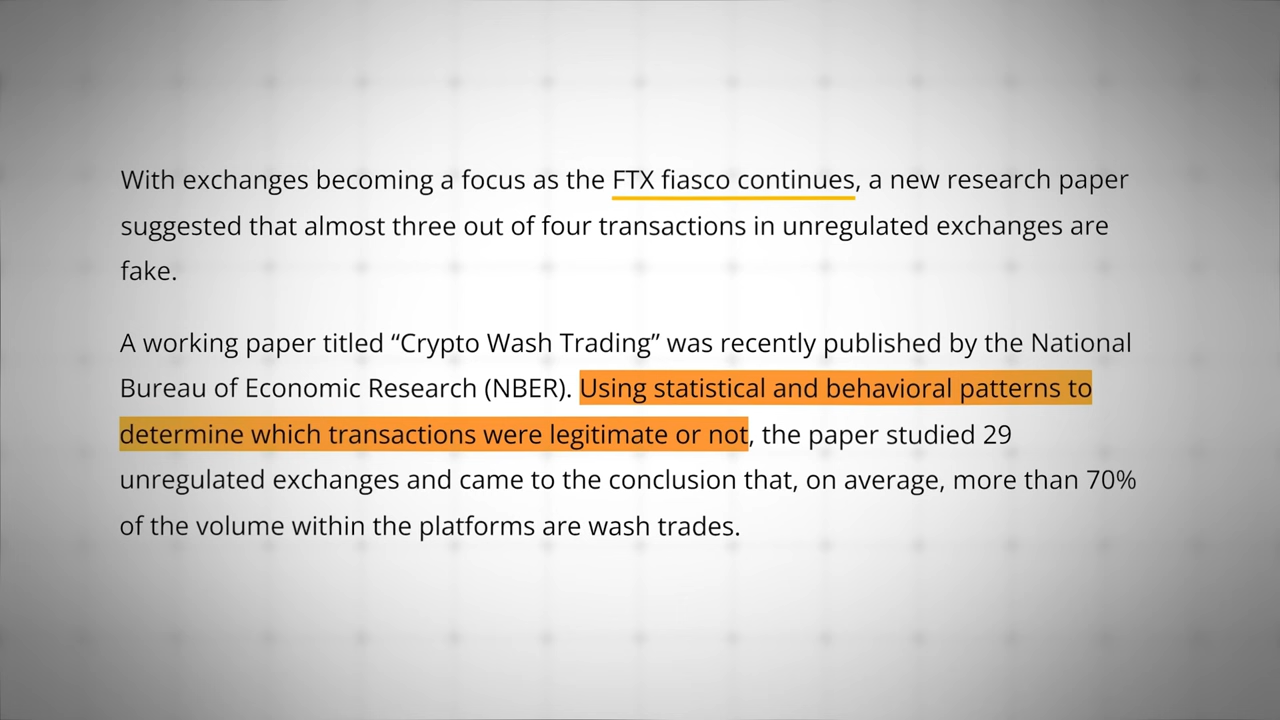 With exchanges becoming a focus as the FTX fiasco continues, a new research paper
suggested that almost three out of four transactions in unregulated exchanges are
fake.
A working paper titled “Crypto Wash Trading” was recently published by the National
Bureau of Economic Research (NBER). Using statistical and behavioral patterns to
determine which transactions were legitimate or not, the paper studied 29
unregulated exchanges and came to the conclusion that, on average, more than 70%
of the volume within the platforms are wash trades.